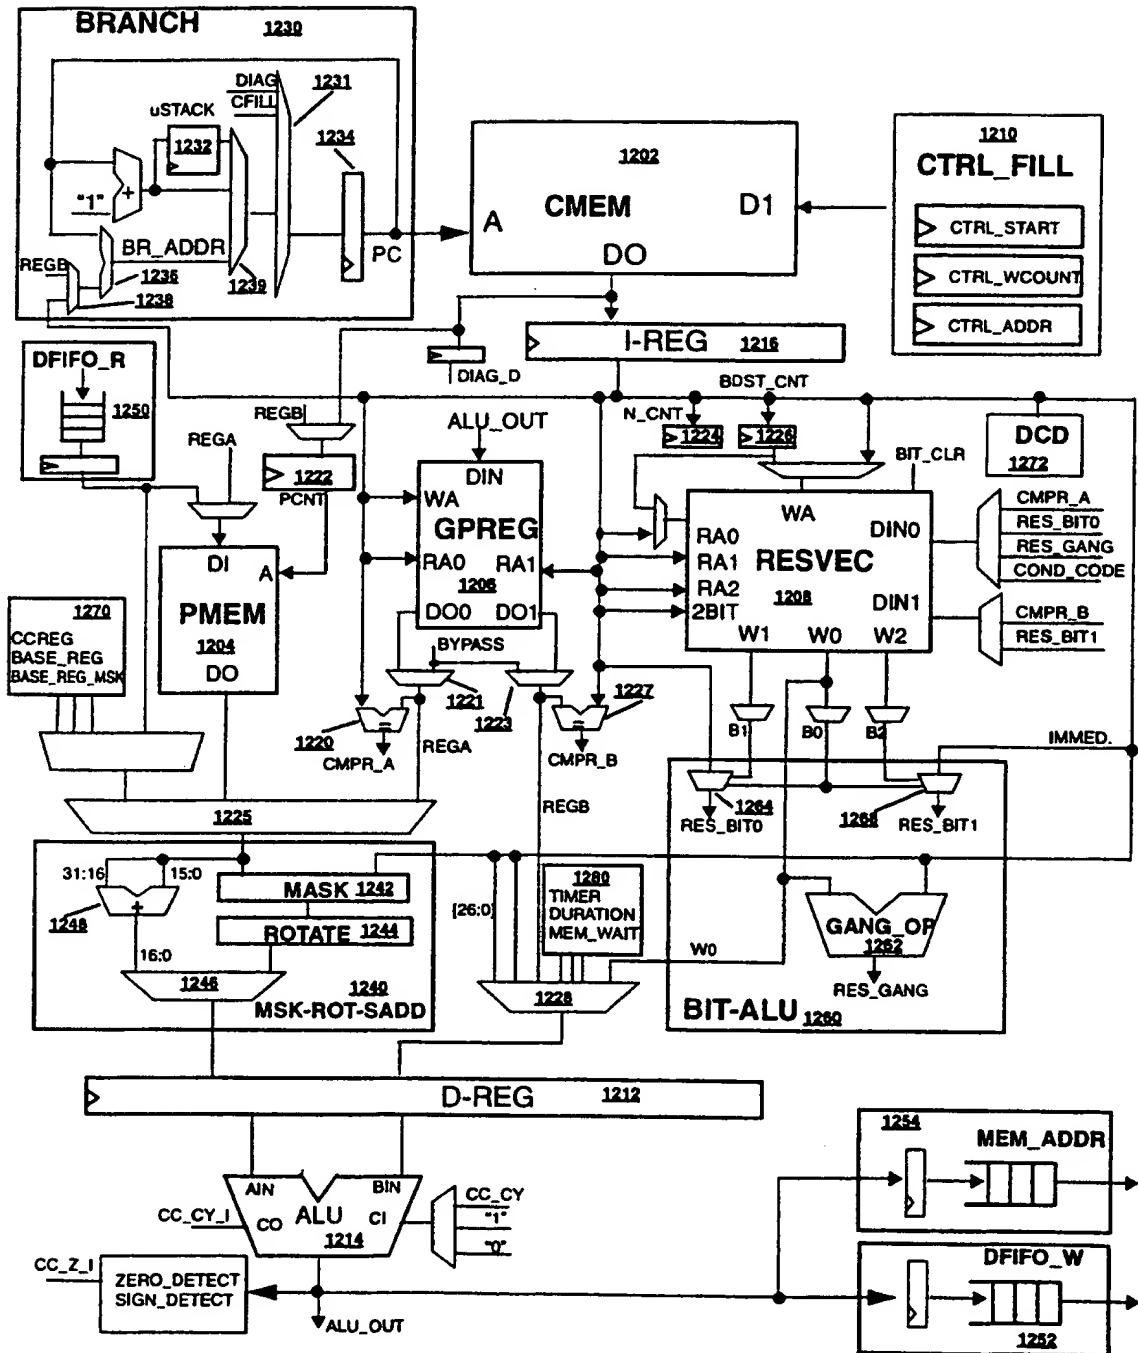 BRANCH 1230
DIAG
CFILL
1231
uSTACK
1232
1234
"1"
+
BR_ADDR
PC
REGB
1236
1238
1239
1202
CMEM
A
D1
DO
1210
CTRL_FILL
CTRL_START
CTRL_WCOUNT
CTRL_ADDR
I-REG 1216
DIAG_D
BDST_CNT
N_CNT
1224
1226
DFIFO_R
1250
REGA
REGB
1222
PCNT
ALU_OUT
DIN
WA
GPREG
RA0
1206
RA1
DO0
DO1
BIT_CLR
DCD
1272
WA
DIN0
RA0
RA1
RESVEC
RA2
1208
2BIT
DIN1
W1
W0
W2
CMPR_A
RES_BIT0
RES_GANG
COND_CODE
CMPR_B
RES_BIT1
DI
A
PMEM
1204
DO
1270
CCREG
BASE_REG
BASE_REG_MSK
BYPASS
1221
1223
1227
1220
=
=
CMPR_A
REGA
CMPR_B
REGB
B1
B0
B2
IMMED.
1225
1264
1268
RES_BIT0
RES_BIT1
31:16
15:0
MASK 1242
1248
+
ROTATE 1244
16:0
1246
1240
MSK-ROT-SADD
[26:0]
1280
TIMER
DURATION
MEM_WAIT
1228
W0
GANG_OP
1262
RES_GANG
BIT-ALU 1260
D-REG 1212
AIN
BIN
CC_CY_I
CO
ALU
CI
1214
CC_CY
"1"
"0"
CC_Z_I
ZERO_DETECT
SIGN_DETECT
ALU_OUT
1254
MEM_ADDR
DFIFO_W
1252